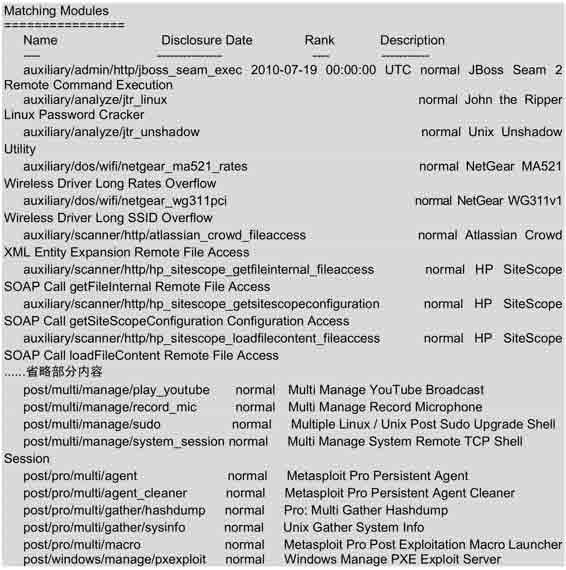 Matching Modules
================
Name Disclosure Date Rank Description
---- --------------- ---- -----------
auxiliary/admin/http/jboss_seam_exec 2010-07-19 00:00:00 UTC normal JBoss Seam 2
Remote Command Execution
auxiliary/analyze/jtr_linux normal John the Ripper
Linux Password Cracker
auxiliary/analyze/jtr_unshadow normal Unix Unshadow
Utility
auxiliary/dos/wifi/netgear_ma521_rates normal NetGear MA521
Wireless Driver Long Rates Overflow
auxiliary/dos/wifi/netgear_wg311pci normal NetGear WG311v1
Wireless Driver Long SSID Overflow
auxiliary/scanner/http/atlassian_crowd_fileaccess normal Atlassian Crowd
XML Entity Expansion Remote File Access
auxiliary/scanner/http/hp_sitescope_getfileinternal_fileaccess normal HP SiteScope
SOAP Call getFileInternal Remote File Access
auxiliary/scanner/http/hp_sitescope_getsitescopeconfiguration normal HP SiteScope
SOAP Call getSiteScopeConfiguration Configuration Access
auxiliary/scanner/http/hp_sitescope_loadfilecontent_fileaccess normal HP SiteScope
SOAP Call loadFileContent Remote File Access
……省略部分内容
post/multi/manage/play_youtube normal Multi Manage YouTube Broadcast
post/multi/manage/record_mic normal Multi Manage Record Microphone
post/multi/manage/sudo normal Multiple Linux / Unix Post Sudo Upgrade Shell
post/multi/manage/system_session normal Multi Manage System Remote TCP Shell
Session
post/pro/multi/agent normal Metasploit Pro Persistent Agent
post/pro/multi/agent_cleaner normal Metasploit Pro Persistent Agent Cleaner
post/pro/multi/gather/hashdump normal Pro: Multi Gather Hashdump
post/pro/multi/gather/sysinfo normal Unix Gather System Info
post/pro/multi/macro normal Metasploit Pro Post Exploitation Macro Launcher
post/windows/manage/pxexploit normal Windows Manage PXE Exploit Server